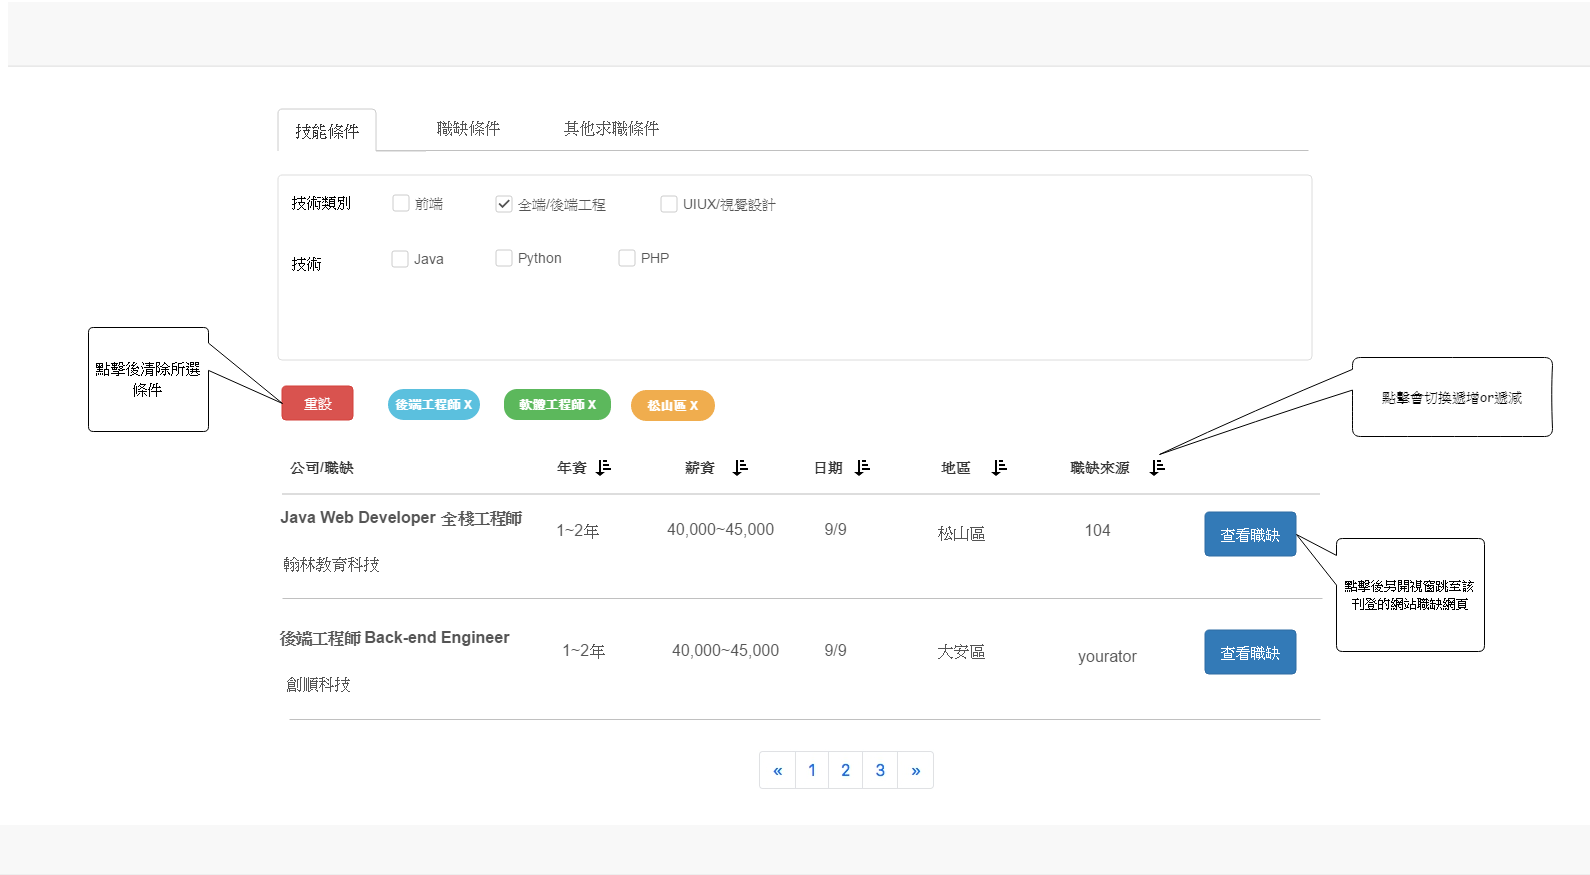 技能條件
職缺條件
其他求職條件
技術類別
前端
全端/後端工程
UIUX/視覺設計
技術
Java
Python
PHP
點擊後清除所選
條件
重設
後端工程師 X
軟體工程師 X
松山區 X
點擊會切換遞增or遞減
公司/職缺
年資
薪資
日期
地區
職缺來源
Java Web Developer 全棧工程師
1~2年
40,000~45,000
9/9
松山區
104
查看職缺
翰林教育科技
點擊後另開視窗跳至該
刊登的網站職缺網頁
後端工程師 Back-end Engineer
1~2年
40,000~45,000
9/9
大安區
yourator
查看職缺
創順科技
« 1 2 3 »